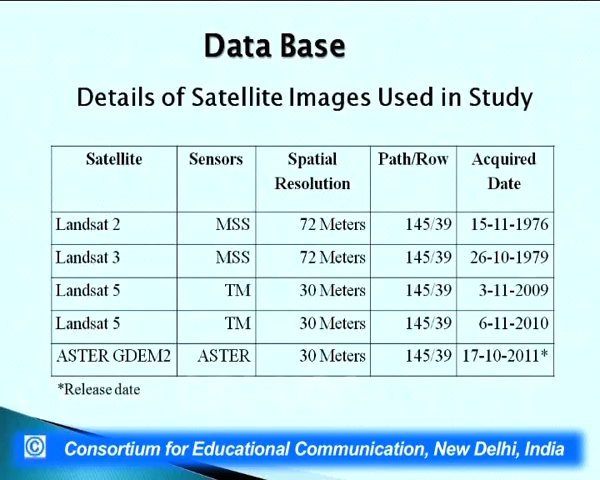 Data Base
Details of Satellite Images Used in Study
Satellite Sensors Spatial Resolution Path/Row Acquired Date
Landsat 2 MSS 72 Meters 145/39 15-11-1976
Landsat 3 MSS 72 Meters 145/39 26-10-1979
Landsat 5 TM 30 Meters 145/39 3-11-2009
Landsat 5 TM 30 Meters 145/39 6-11-2010
ASTER GDEM2 ASTER 30 Meters 145/39 17-10-2011*
*Release date
© Consortium for Educational Communication, New Delhi, India